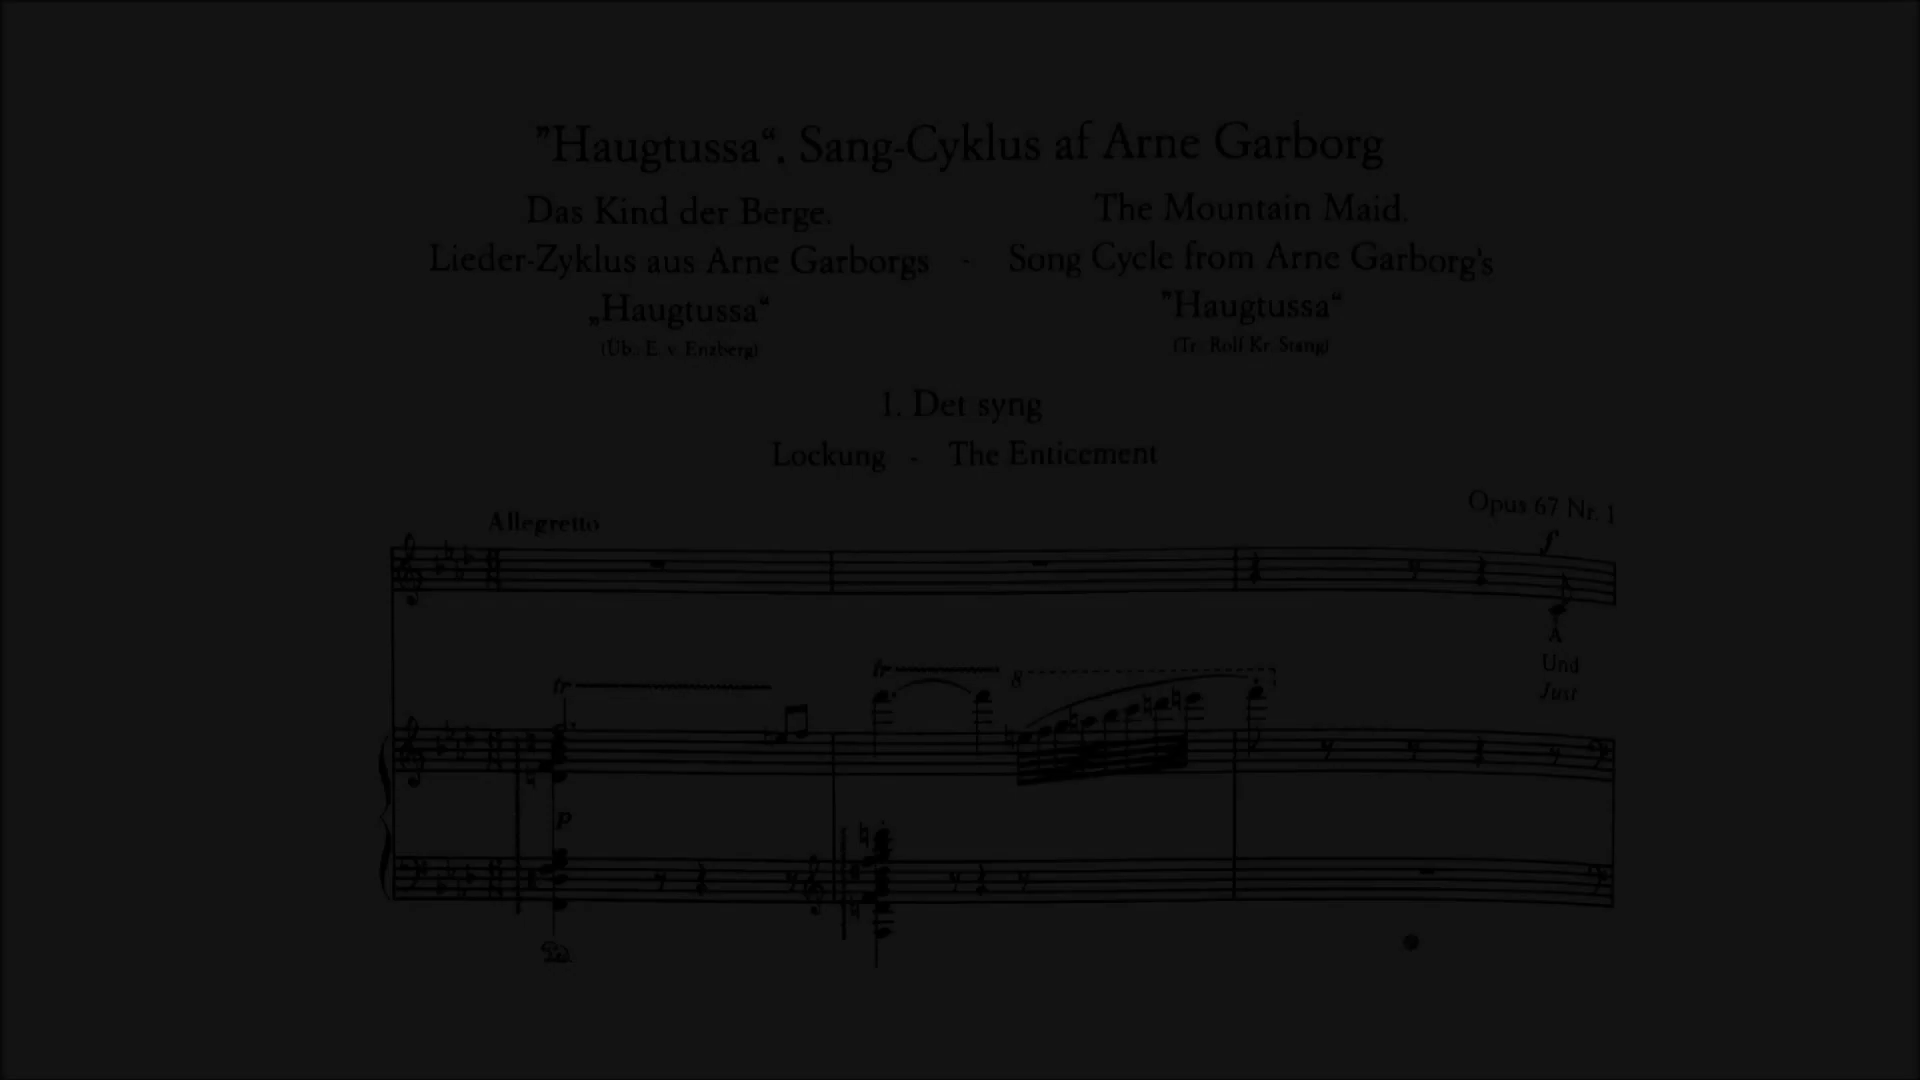 ”Haugtussa“. Sang-Cyklus af Arne Garborg
Das Kind der Berge.
Lieder-Zyklus aus Arne Garborgs -
„Haugtussa“
(Üb.: E. v. Enzberg)
The Mountain Maid.
Song Cycle from Arne Garborg's
”Haugtussa“
(Tr.: Rolf Kr. Stang)
1. Det syng
Lockung - The Enticement
Opus 67 Nr. 1
Allegretto
f
Å
Und
Just
tr
tr
8
p
Ped.